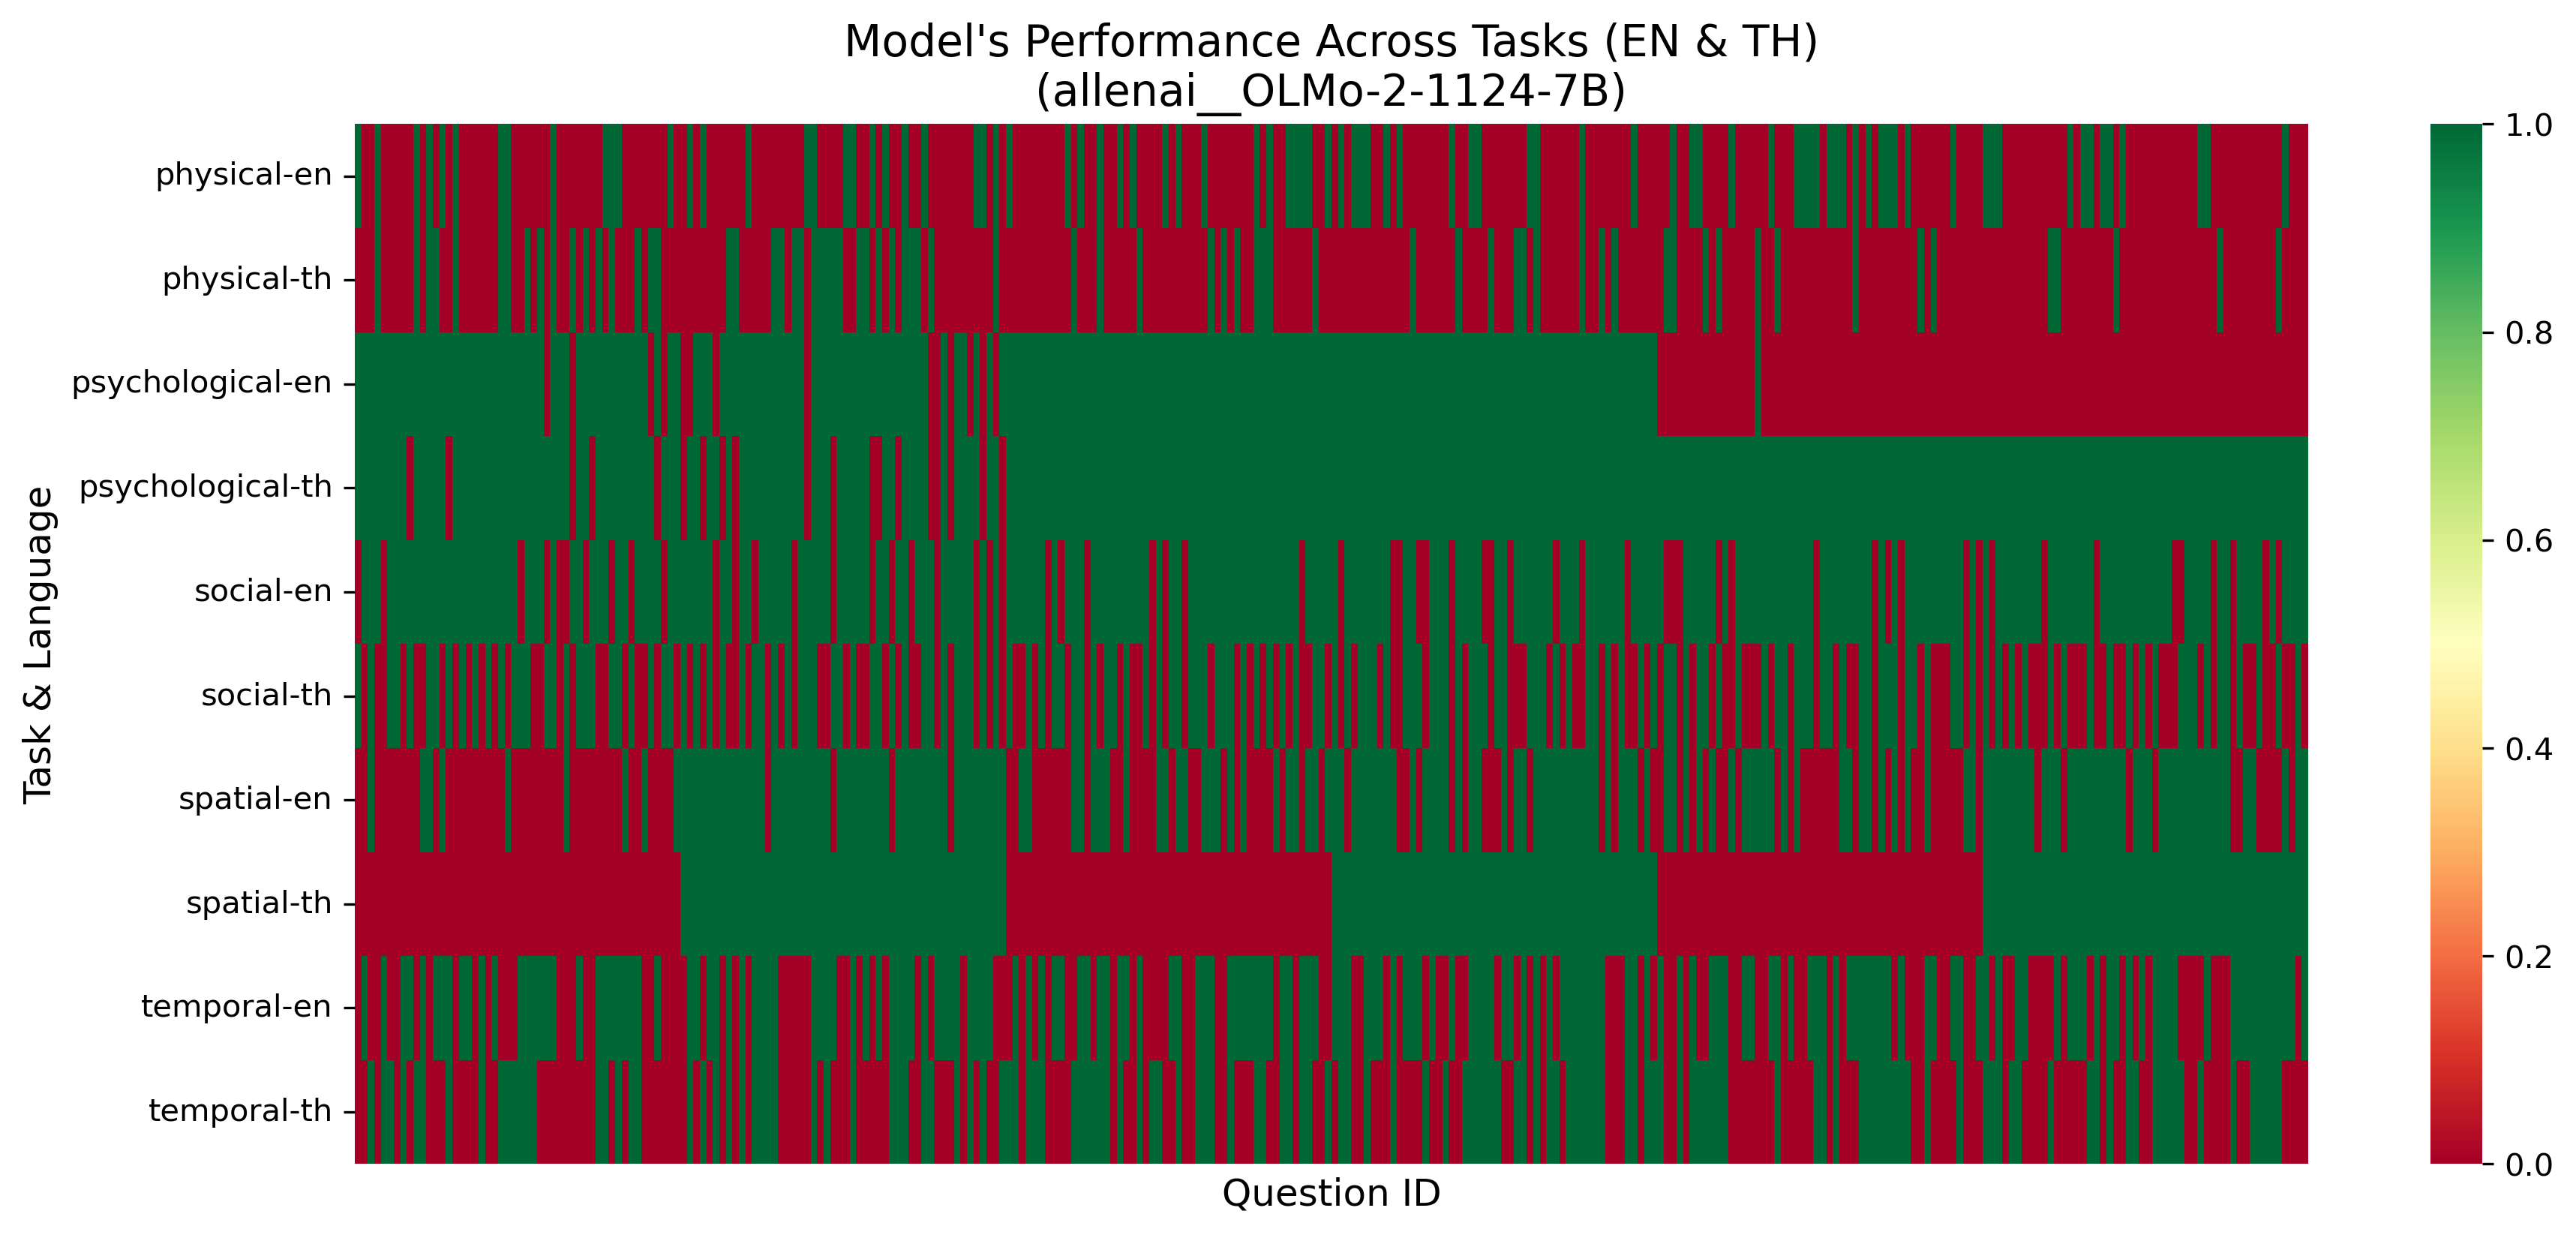 Model's Performance Across Tasks (EN & TH)
(allenai__OLMo-2-1124-7B)
Task & Language
physical-en
physical-th
psychological-en
psychological-th
social-en
social-th
spatial-en
spatial-th
temporal-en
temporal-th
Question ID
1.0
0.8
0.6
0.4
0.2
0.0